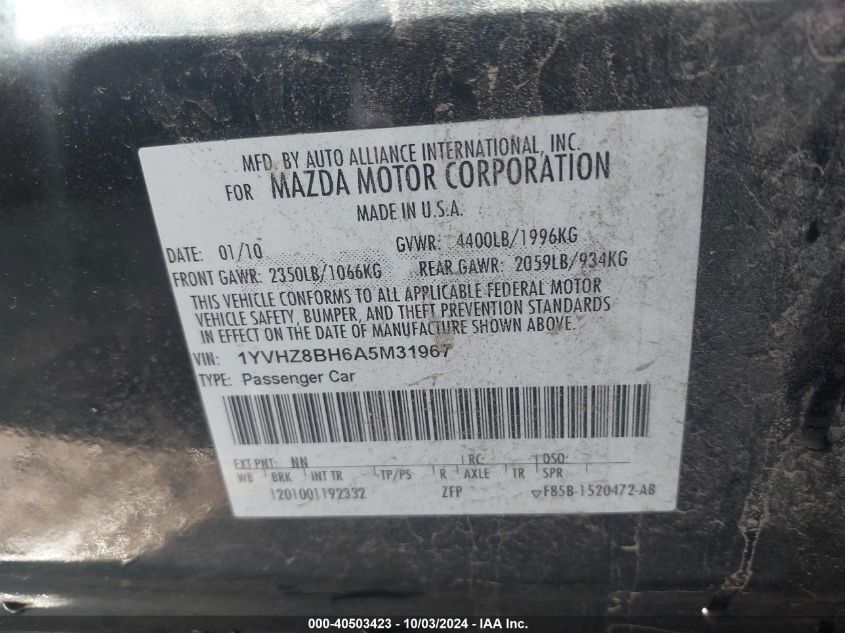 MFD. BY AUTO ALLIANCE INTERNATIONAL, INC.
FOR MAZDA MOTOR CORPORATION
MADE IN U.S.A.
DATE: 01/10 GVWR: 4400LB/1996KG
FRONT GAWR: 2350LB/1066KG REAR GAWR: 2059LB/934KG
THIS VEHICLE CONFORMS TO ALL APPLICABLE FEDERAL MOTOR
VEHICLE SAFETY, BUMPER, AND THEFT PREVENTION STANDARDS
IN EFFECT ON THE DATE OF MANUFACTURE SHOWN ABOVE.
VIN: 1YVHZ8BH6A5M31967
TYPE: Passenger Car
EXT PNT: NN RC: DSO:
WB BRK INT TR TP/PS R AXLE TR SPR
1201001192332 ZFP FB5B-1520472-AB
000-40503423 - 10/03/2024 - IAA Inc.